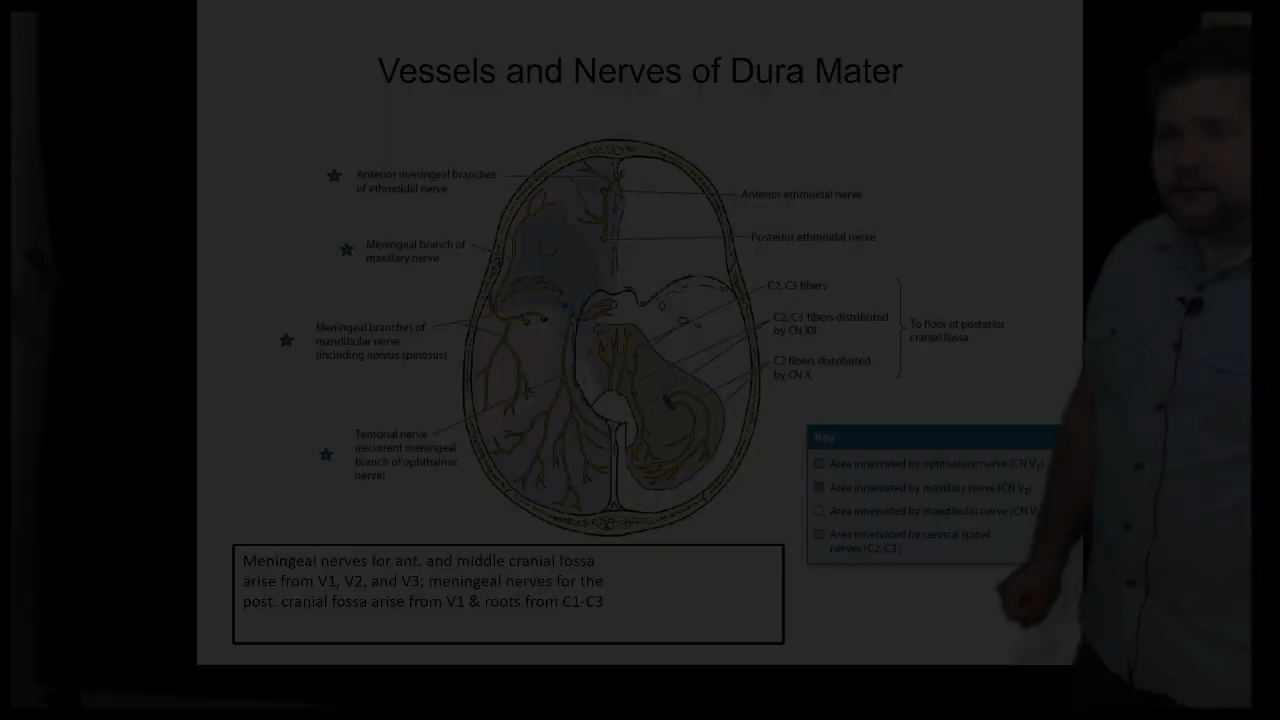 Vessels and Nerves of Dura Mater
Anterior meningeal branches
of ethmoidal nerve
Anterior ethmoidal nerve
Meningeal branch of
maxillary nerve
Posterior ethmoidal nerve
C2, C3 fibers
C2, C3 fibers distributed
by CN XII
To floor of posterior
cranial fossa
Meningeal branches of
mandibular nerve
(including nervus spinosus)
C2 fibers distributed
by CN X
Tentorial nerve
(recurrent meningeal
branch of ophthalmic
nerve)
Key
Area innervated by ophthalmic nerve (CN V1)
Area innervated by maxillary nerve (CN V2)
Area innervated by mandibular nerve (CN V
Area innervated by cervical spinal
nerves (C2, C3)
Meningeal nerves for ant. and middle cranial fossa
arise from V1, V2, and V3; meningeal nerves for the
post. cranial fossa arise from V1 & roots from C1-C3